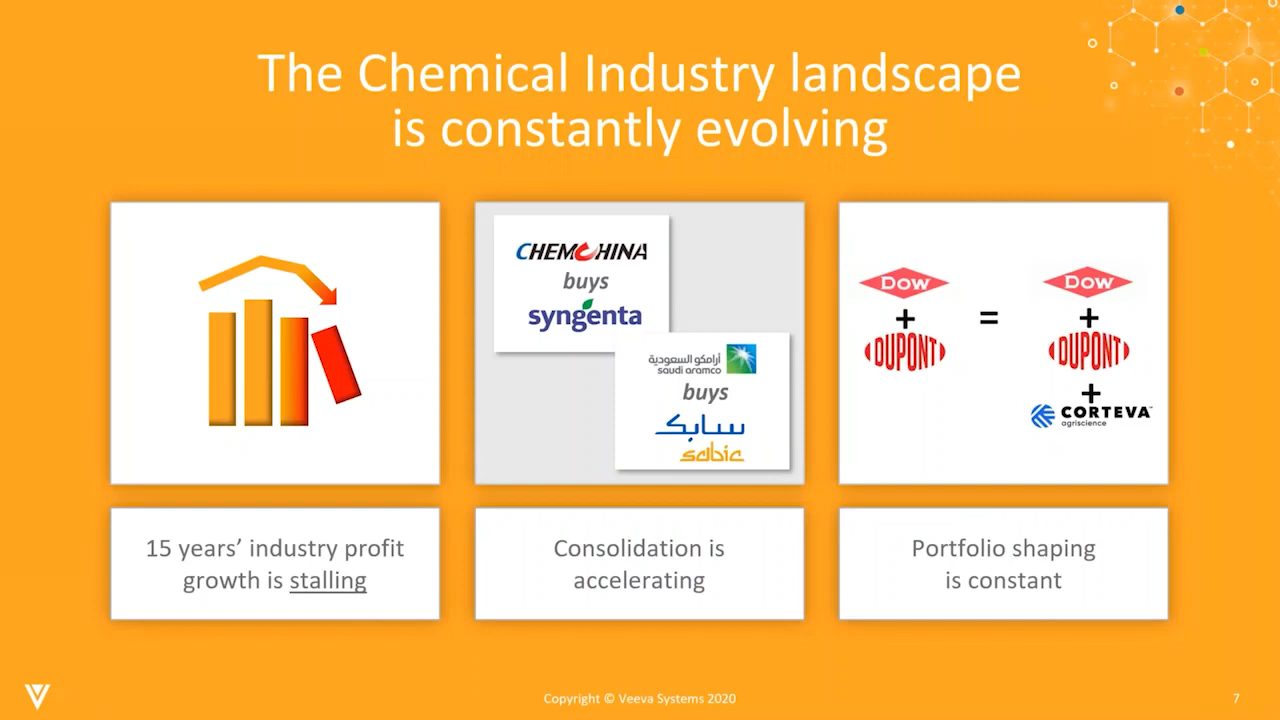 The Chemical Industry landscape
is constantly evolving
CHEMCHINA
buys
syngenta
أرامكو السعودية
saudi aramco
buys
سابك
sabic
Dow
+
DUPONT
=
Dow
+
DUPONT
+
CORTEVA™
agriscience
15 years’ industry profit
growth is stalling
Consolidation is
accelerating
Portfolio shaping
is constant
Copyright © Veeva Systems 2020
7